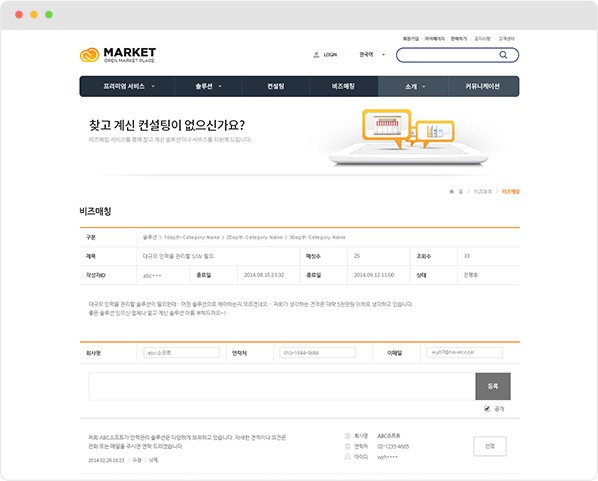 회원가입 마이페이지 판매하기 공지사항 고객센터
MARKET
OPEN MARKET PLACE
LOGIN 한국어
프리미엄 서비스 솔루션 컨설팅 비즈매칭 소개 커뮤니케이션
찾고 계신 컨설팅이 없으신가요?
비즈매칭 서비스를 통해 찾고 계신 솔루션이나 서비스를 지원해 드립니다.
홈 > 비즈매칭 > 비즈매칭
비즈매칭
구분 솔루션 > 1depth Category Name > 2Depth Category Name > 3Depth Category Name
제목 대규모 인력을 관리할 S/W 필요 매칭수 25 조회수 33
작성자ID abc*** 종료일 2014.08.15 23:32 종료일 2014.09.12 11:00 상태 진행중
대규모 인력을 관리할 솔루션이 필요한데.. 어떤 솔루션으로 해야하는지 모르겠네요.. 저희가 생각하는 견적은 대략 5천만원 이하로 생각하고 있습니다.
좋은 솔루션 있으신 업체나 알고 계신 솔루션 이름 부탁드려요~!
회사명 abc소프트 연락처 010-1544-5684 이메일 wyh7@naver.com
등록
공개
저희 ABC소프트가 인력관리 솔루션은 다양하게 보유하고 있습니다. 자세한 견적이나 요건은
전화 또는 메일을 주시면 연락 드리겠습니다.
2014.02.26 16:23 수정 삭제
회사명 ABC소프트
연락처 02-1235-4685
아이디 wyh****
선정